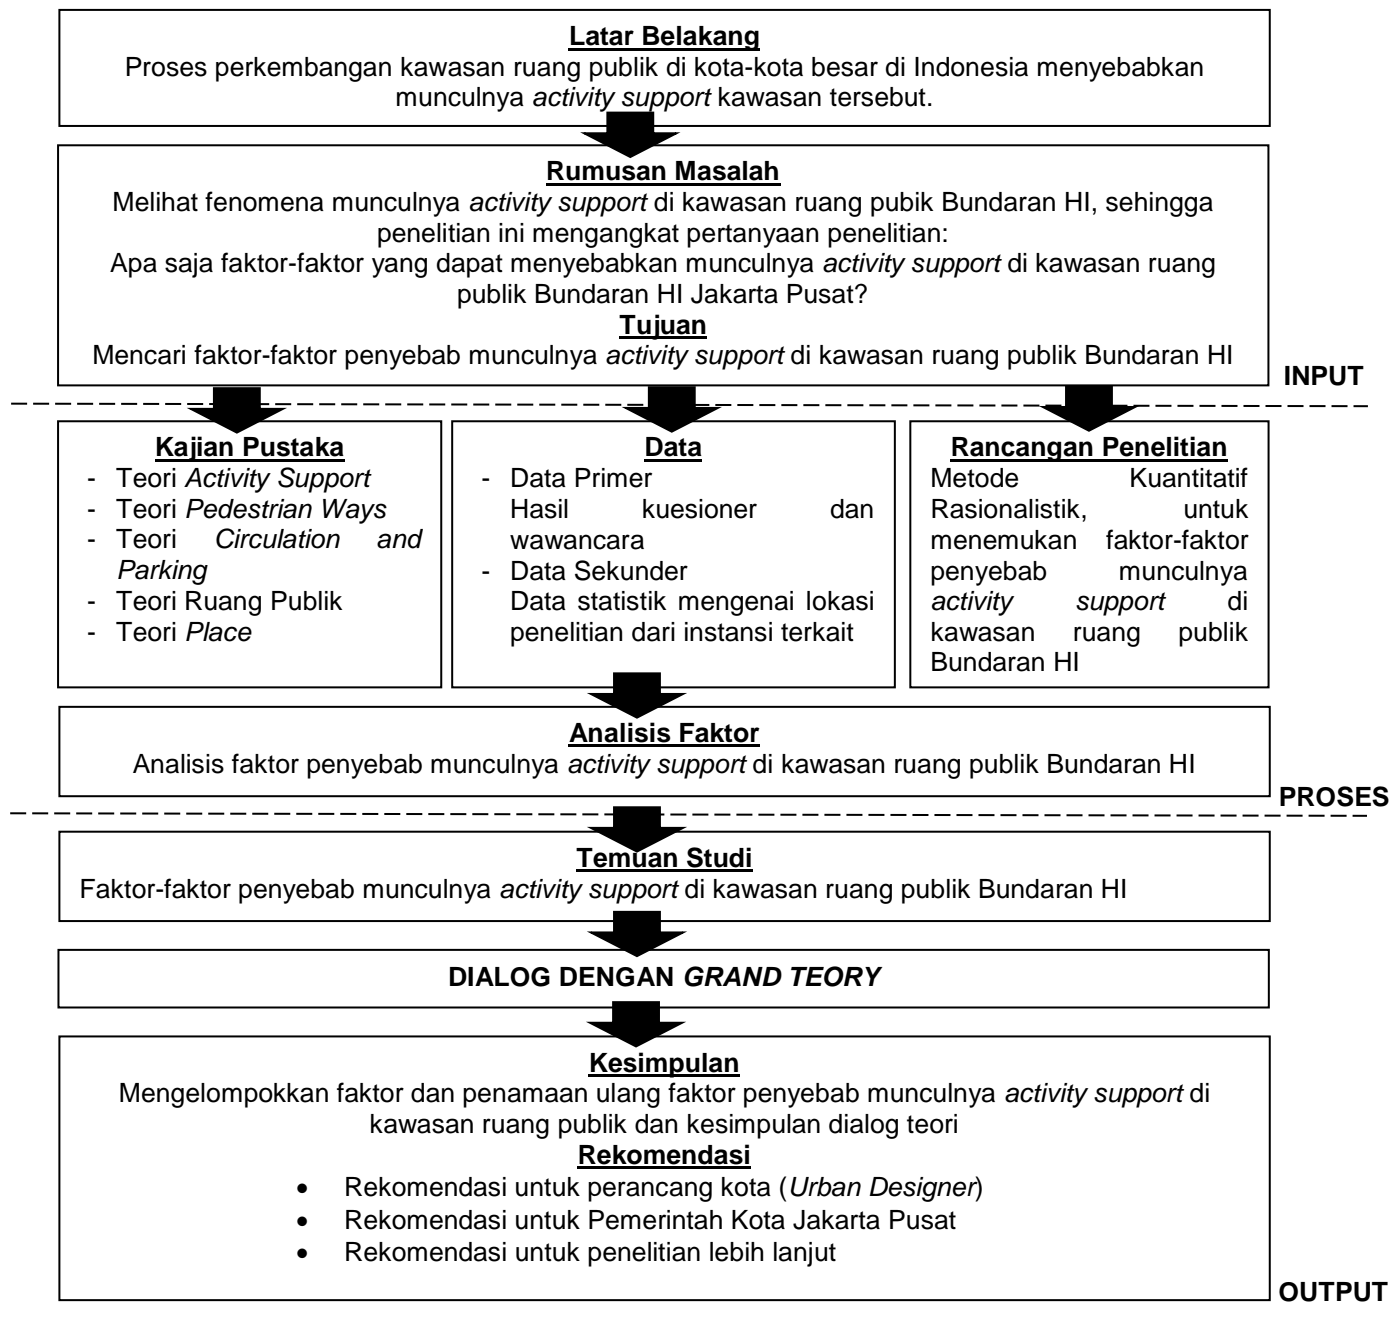 Latar Belakang
Proses perkembangan kawasan ruang publik di kota-kota besar di Indonesia menyebabkan
munculnya activity support kawasan tersebut.
Rumusan Masalah
Melihat fenomena munculnya activity support di kawasan ruang pubik Bundaran HI, sehingga
penelitian ini mengangkat pertanyaan penelitian:
Apa saja faktor-faktor yang dapat menyebabkan munculnya activity support di kawasan ruang
publik Bundaran HI Jakarta Pusat?
Tujuan
Mencari faktor-faktor penyebab munculnya activity support di kawasan ruang publik Bundaran HI
INPUT
Kajian Pustaka
- Teori Activity Support
- Teori Pedestrian Ways
- Teori Circulation and
Parking
- Teori Ruang Publik
- Teori Place
Data
- Data Primer
Hasil kuesioner dan
wawancara
- Data Sekunder
Data statistik mengenai lokasi
penelitian dari instansi terkait
Rancangan Penelitian
Metode Kuantitatif
Rasionalistik, untuk
menemukan faktor-faktor
penyebab munculnya
activity support di
kawasan ruang publik
Bundaran HI
Analisis Faktor
Analisis faktor penyebab munculnya activity support di kawasan ruang publik Bundaran HI
PROSES
Temuan Studi
Faktor-faktor penyebab munculnya activity support di kawasan ruang publik Bundaran HI
DIALOG DENGAN GRAND TEORY
Kesimpulan
Mengelompokkan faktor dan penamaan ulang faktor penyebab munculnya activity support di
kawasan ruang publik dan kesimpulan dialog teori
Rekomendasi
• Rekomendasi untuk perancang kota (Urban Designer)
• Rekomendasi untuk Pemerintah Kota Jakarta Pusat
• Rekomendasi untuk penelitian lebih lanjut
OUTPUT